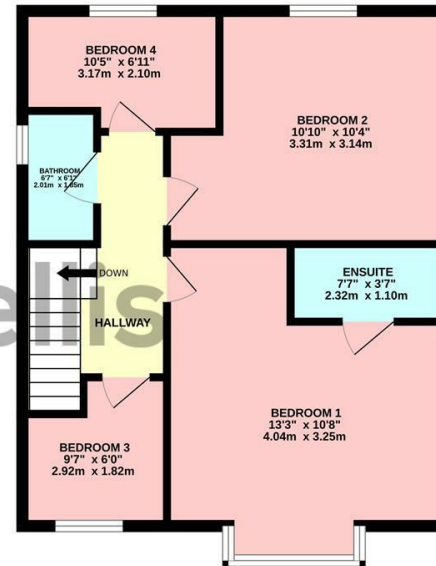 BEDROOM 4
10'5" x 6'11"
3.17m x 2.10m
BEDROOM 2
10'10" x 10'4"
3.31m x 3.14m
BATHROOM
6'7" x 6'1"
2.01m x 1.85m
DOWN
ENSUITE
7'7" x 3'7"
2.32m x 1.10m
ellis
HALLWAY
BEDROOM 1
13'3" x 10'8"
4.04m x 3.25m
BEDROOM 3
9'7" x 6'0"
2.92m x 1.82m